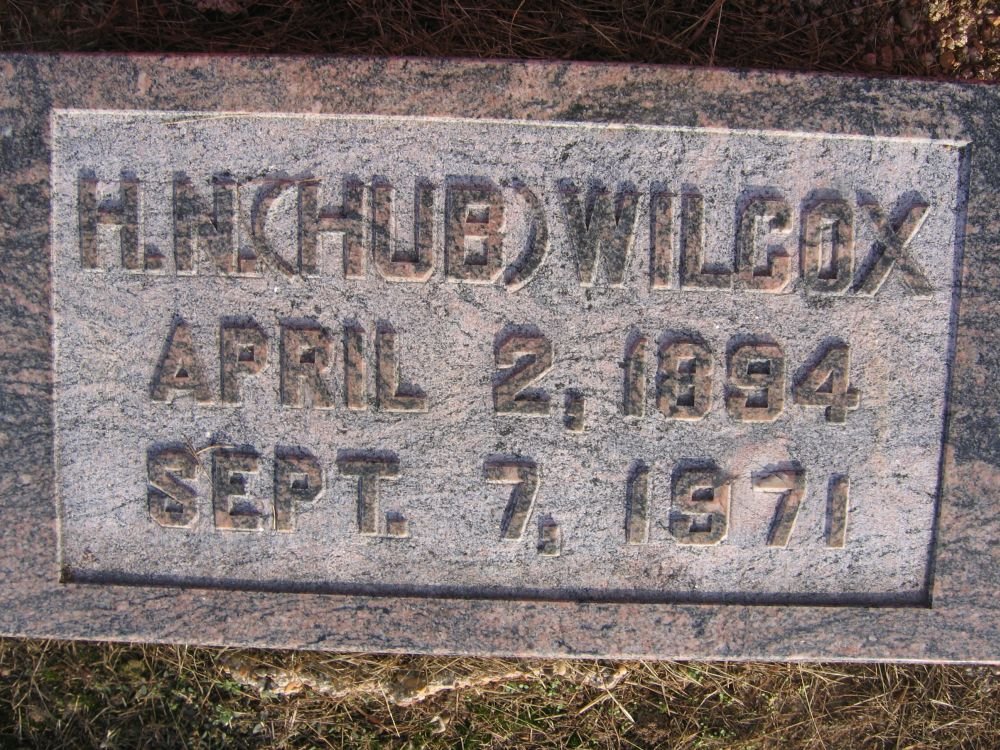 H.N.(HUB) WILCOX
APRIL 2, 1894
SEPT. 7, 1971